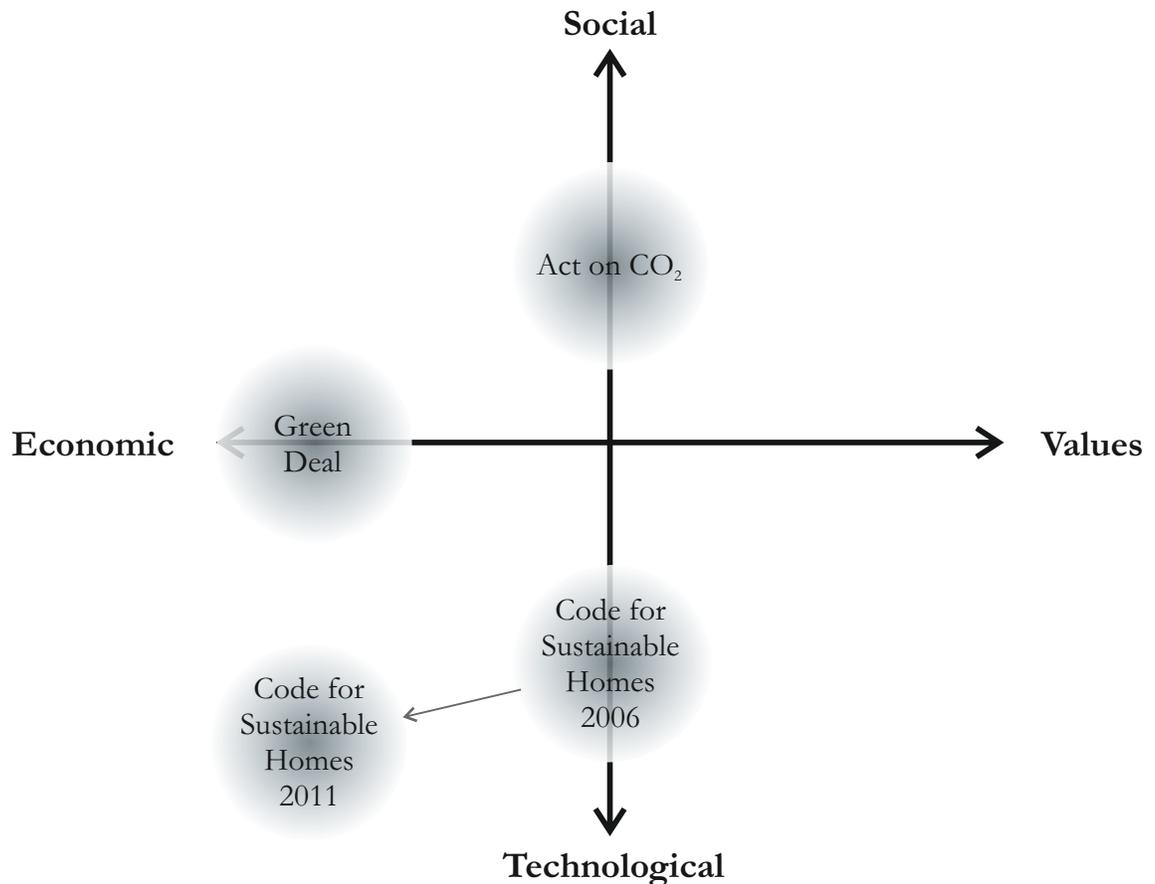 Social
Act on CO₂
Economic
Green
Deal
Values
Code for
Sustainable
Homes
2006
Code for
Sustainable
Homes
2011
Technological